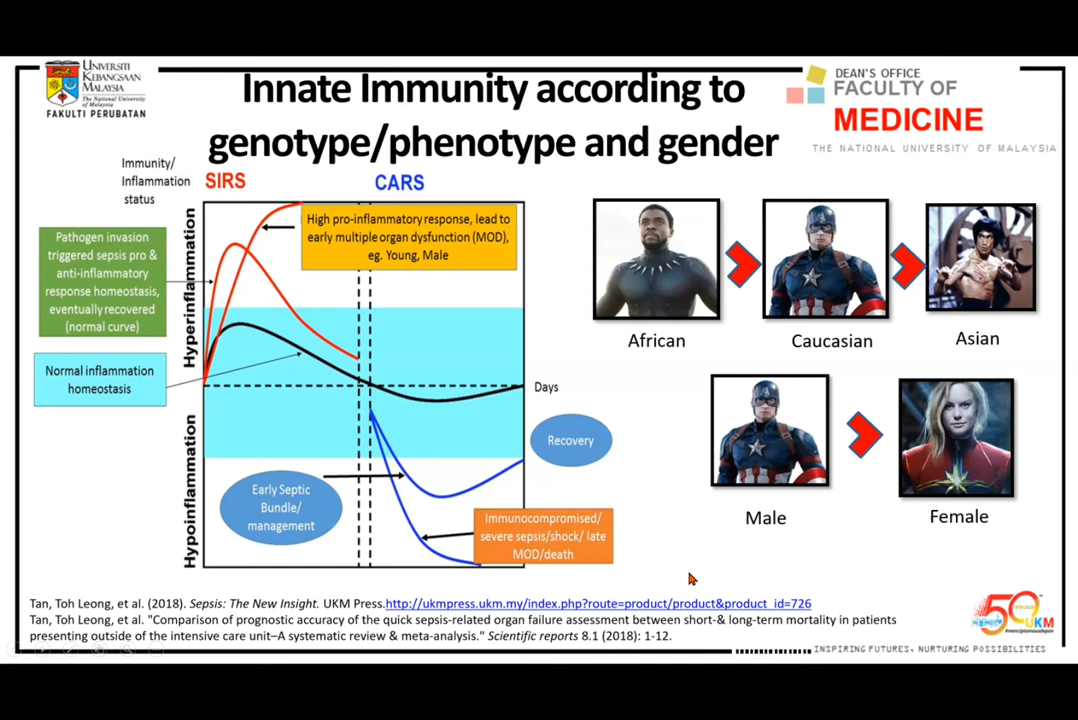 UNIVERSITI
KEBANGSAAN
MALAYSIA
The National University
of Malaysia
FAKULTI PERUBATAN
Innate Immunity according to
genotype/phenotype and gender
DEAN'S OFFICE
FACULTY OF
MEDICINE
THE NATIONAL UNIVERSITY OF MALAYSIA
Immunity/
Inflammation
status
SIRS
CARS
Hyperinflammation
Hypoinflammation
Pathogen invasion
triggered sepsis pro &
anti-inflammatory
response homeostasis,
eventually recovered
(normal curve)
High pro-inflammatory response, lead to
early multiple organ dysfunction (MOD),
eg. Young, Male
Normal inflammation
homeostasis
Days
Recovery
Early Septic
Bundle/
management
Immunocompromised/
severe sepsis/shock/ late
MOD/death
African
Caucasian
Asian
Male
Female
Tan, Toh Leong, et al. (2018). Sepsis: The New Insight. UKM Press.http://ukmpress.ukm.my/index.php?route=product/product&product_id=726
Tan, Toh Leong, et al. "Comparison of prognostic accuracy of the quick sepsis-related organ failure assessment between short-& long-term mortality in patients
presenting outside of the intensive care unit–A systematic review & meta-analysis." Scientific reports 8.1 (2018): 1-12.
50
UKM
INSPIRING FUTURES, NURTURING POSSIBILITIES